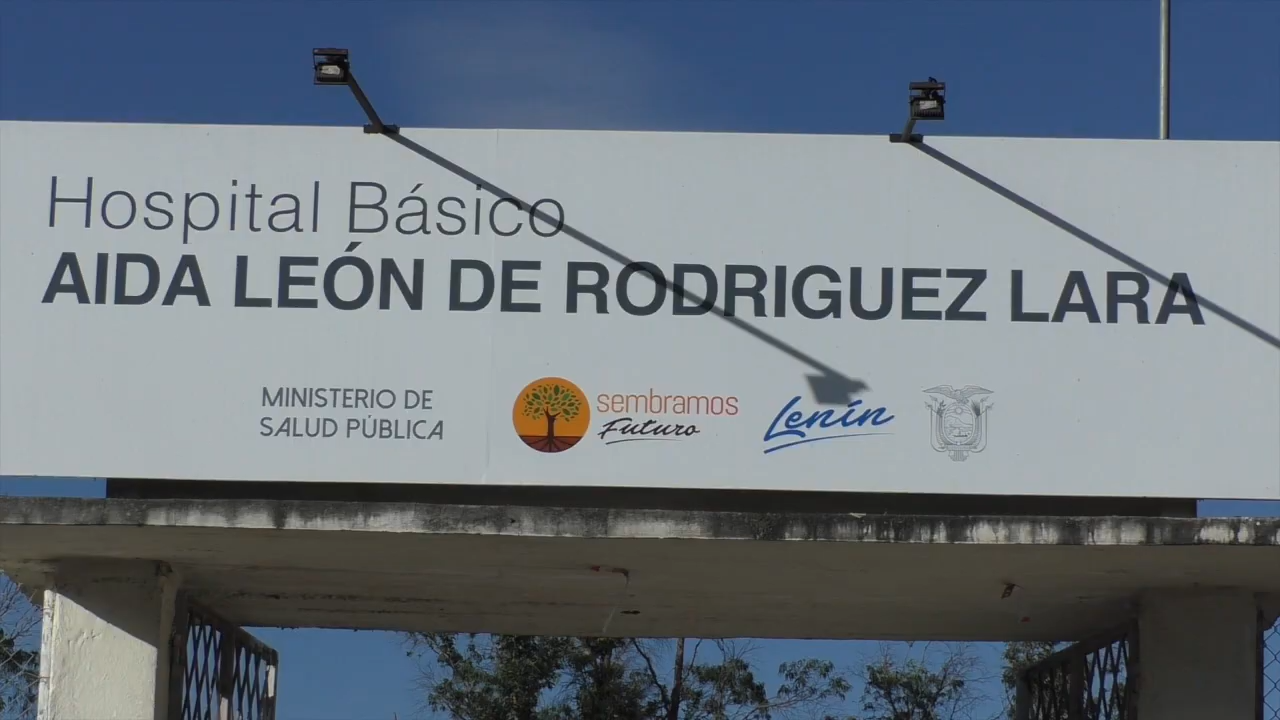 Hospital Básico
AIDA LEÓN DE RODRIGUEZ LARA
MINISTERIO DE
SALUD PÚBLICA
sembramos
Futuro
Lenín